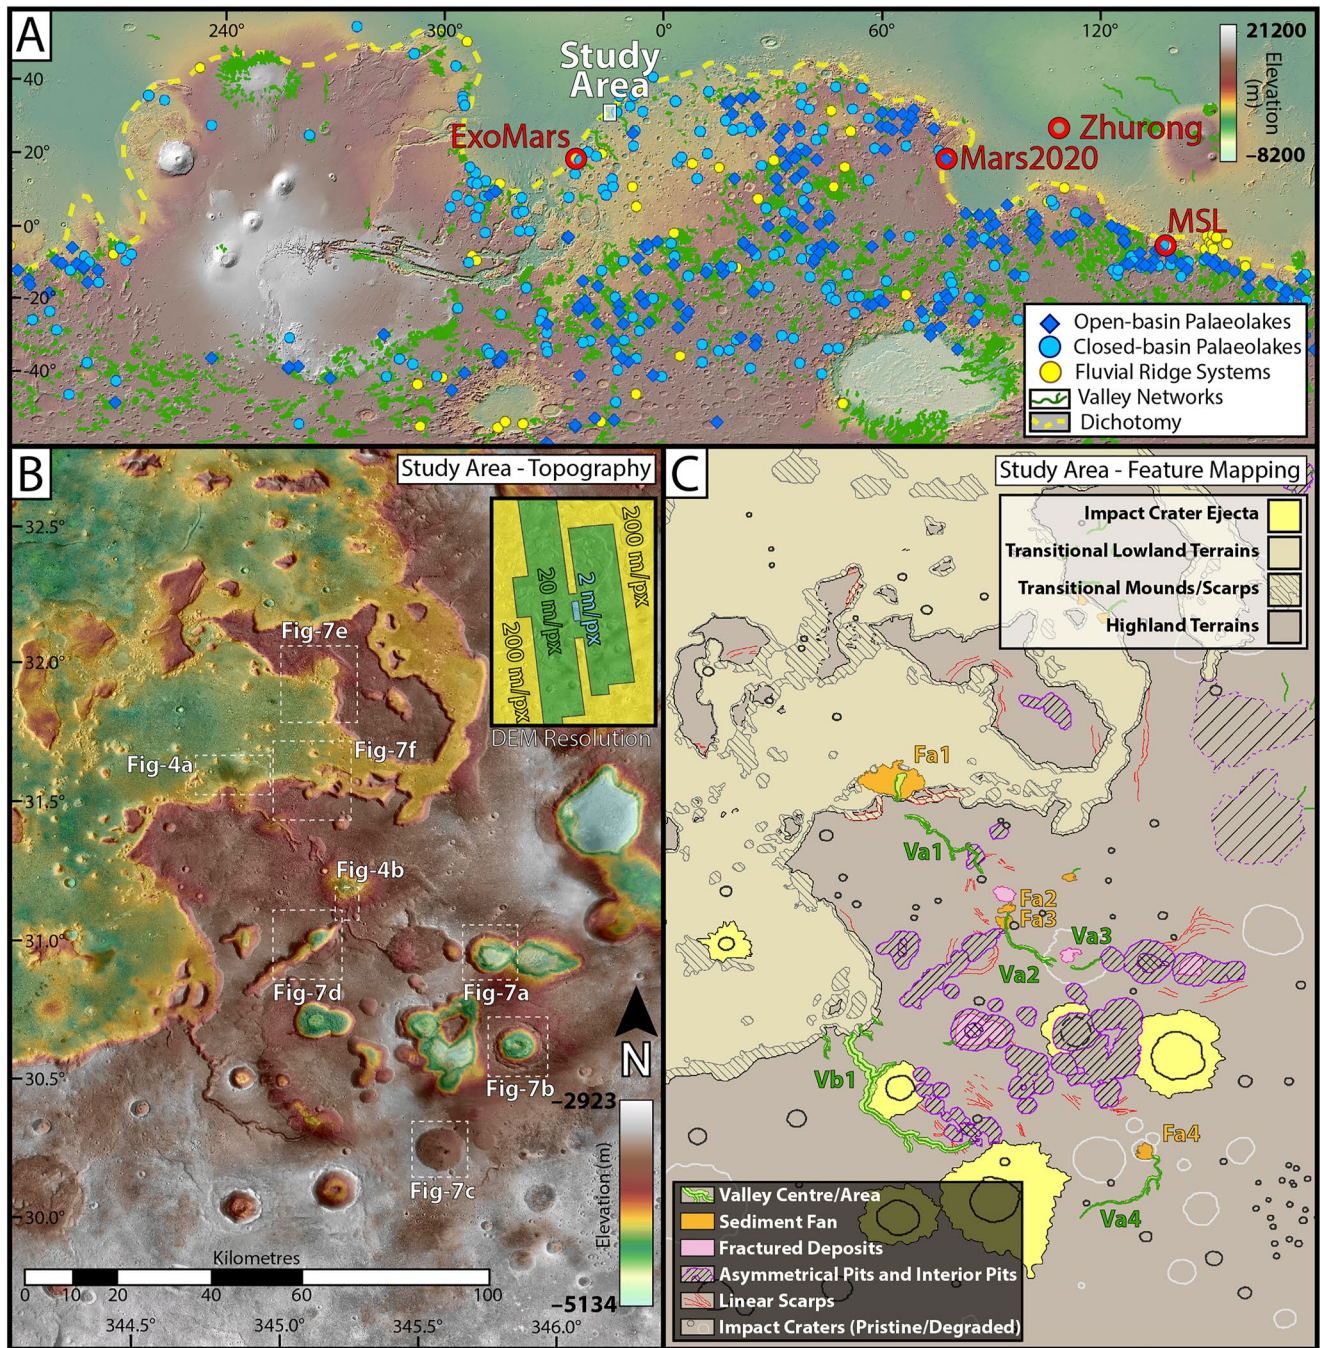 A
240°
300°
0°
60°
120°
40
20°
0°
-20°
-40°
Study
Area
ExoMars
Zhurong
Mars2020
MSL
21200
Elevation
(m)
−8200
Open-basin Palaeolakes
Closed-basin Palaeolakes
Fluvial Ridge Systems
Valley Networks
Dichotomy
B
Study Area - Topography
32.5°
32.0°
31.5°
31.0°
30.5°
30.0°
200 m/px
20 m/px
2 m/px
200 m/px
DEM Resolution
Fig-7e
Fig-7f
Fig-4a
Fig-4b
Fig-7d
Fig-7a
Fig-7b
Fig-7c
N
−2923
Elevation (m)
−5134
Kilometres
0 10 20 40 60 100
344.5°
345.0°
345.5°
346.0°
C
Study Area - Feature Mapping
Impact Crater Ejecta
Transitional Lowland Terrains
Transitional Mounds/Scarps
Highland Terrains
Fa1
Va1
Fa2
Fa3
Va3
Va2
Vb1
Fa4
Va4
Valley Centre/Area
Sediment Fan
Fractured Deposits
Asymmetrical Pits and Interior Pits
Linear Scarps
Impact Craters (Pristine/Degraded)